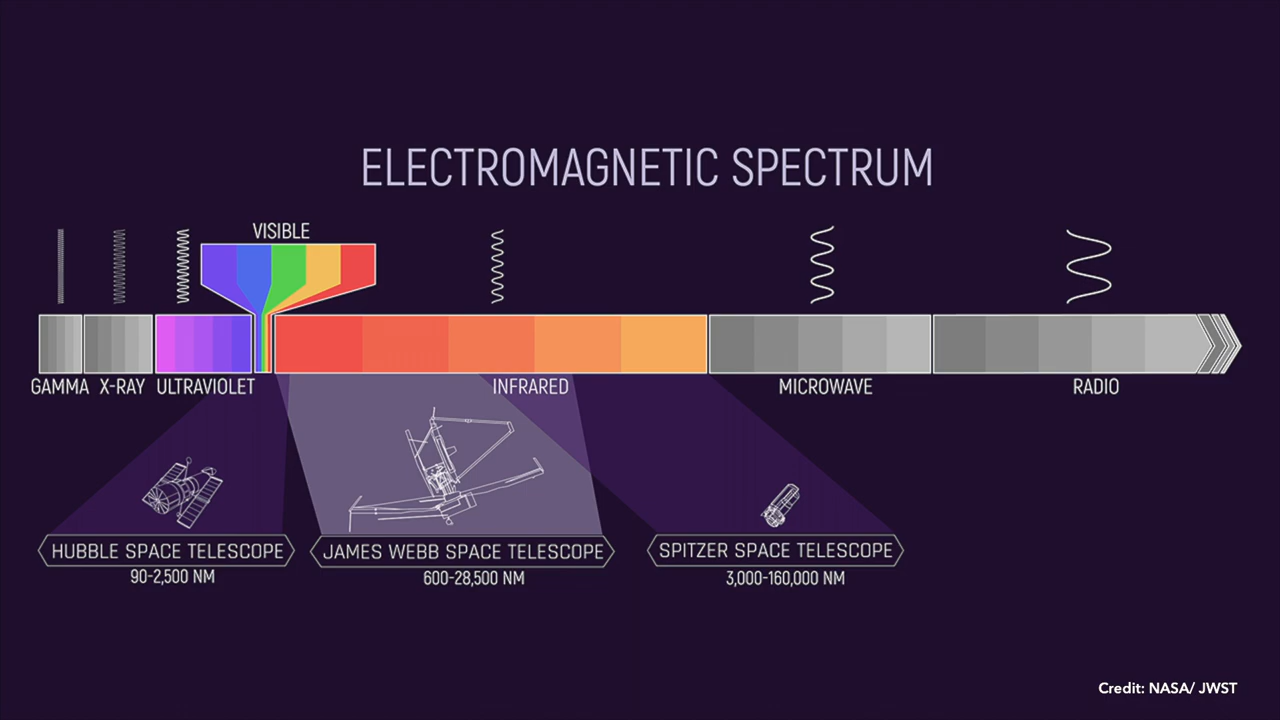 ELECTROMAGNETIC SPECTRUM
VISIBLE
GAMMA X-RAY ULTRAVIOLET INFRARED MICROWAVE RADIO
HUBBLE SPACE TELESCOPE
90-2,500 NM
JAMES WEBB SPACE TELESCOPE
600-28,500 NM
SPITZER SPACE TELESCOPE
3,000-160,000 NM
Credit: NASA/ JWST